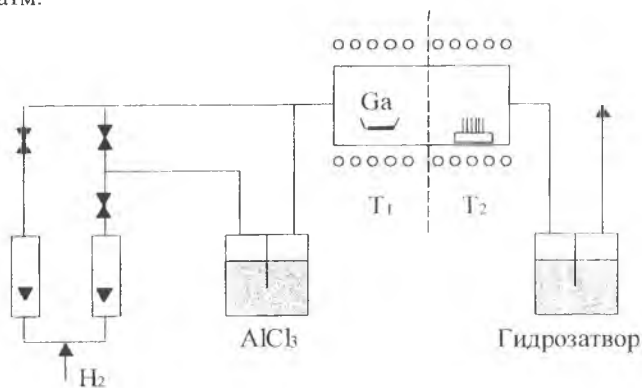 атм.
Ga
T₁ T₂
AlCl₃
Гидрозатвор
H₂